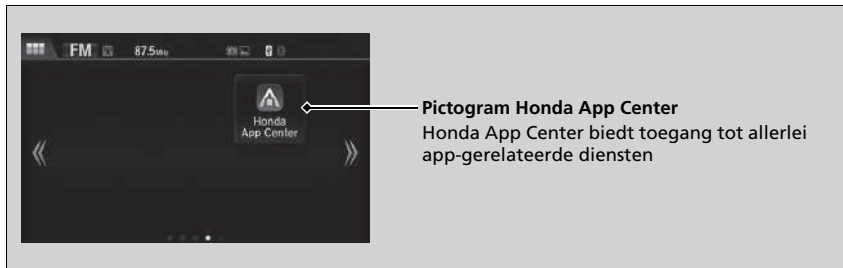 FM 87.5MHz
Honda
App Center
Pictogram Honda App Center
Honda App Center biedt toegang tot allerlei
app-gerelateerde diensten